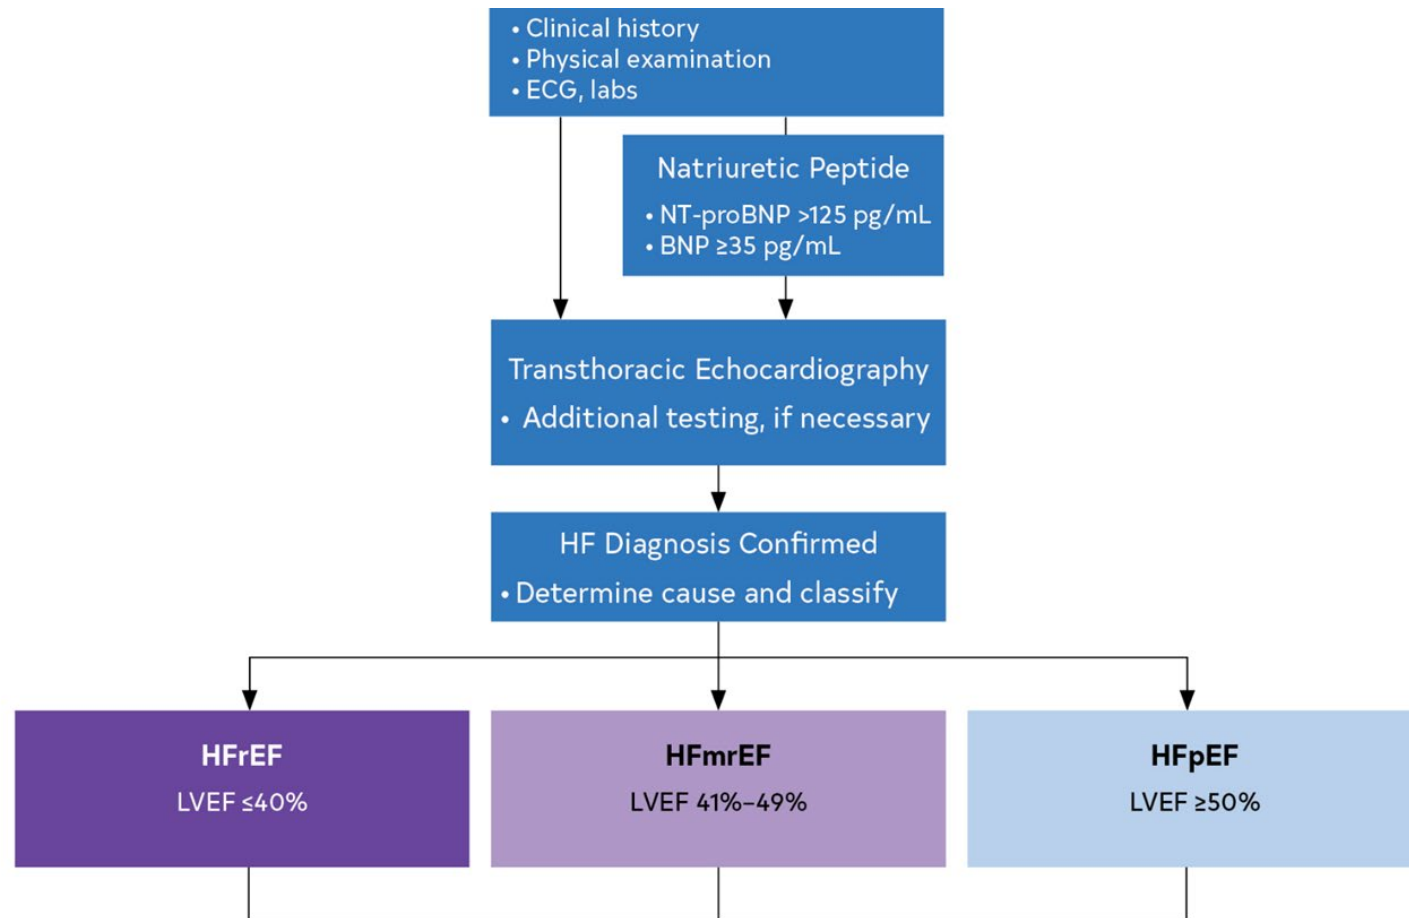 • Clinical history
• Physical examination
• ECG, labs
Natriuretic Peptide
• NT-proBNP >125 pg/mL
• BNP ≥35 pg/mL
Transthoracic Echocardiography
• Additional testing, if necessary
HF Diagnosis Confirmed
• Determine cause and classify
HFrEF
LVEF ≤40%
HFmrEF
LVEF 41%–49%
HFpEF
LVEF ≥50%